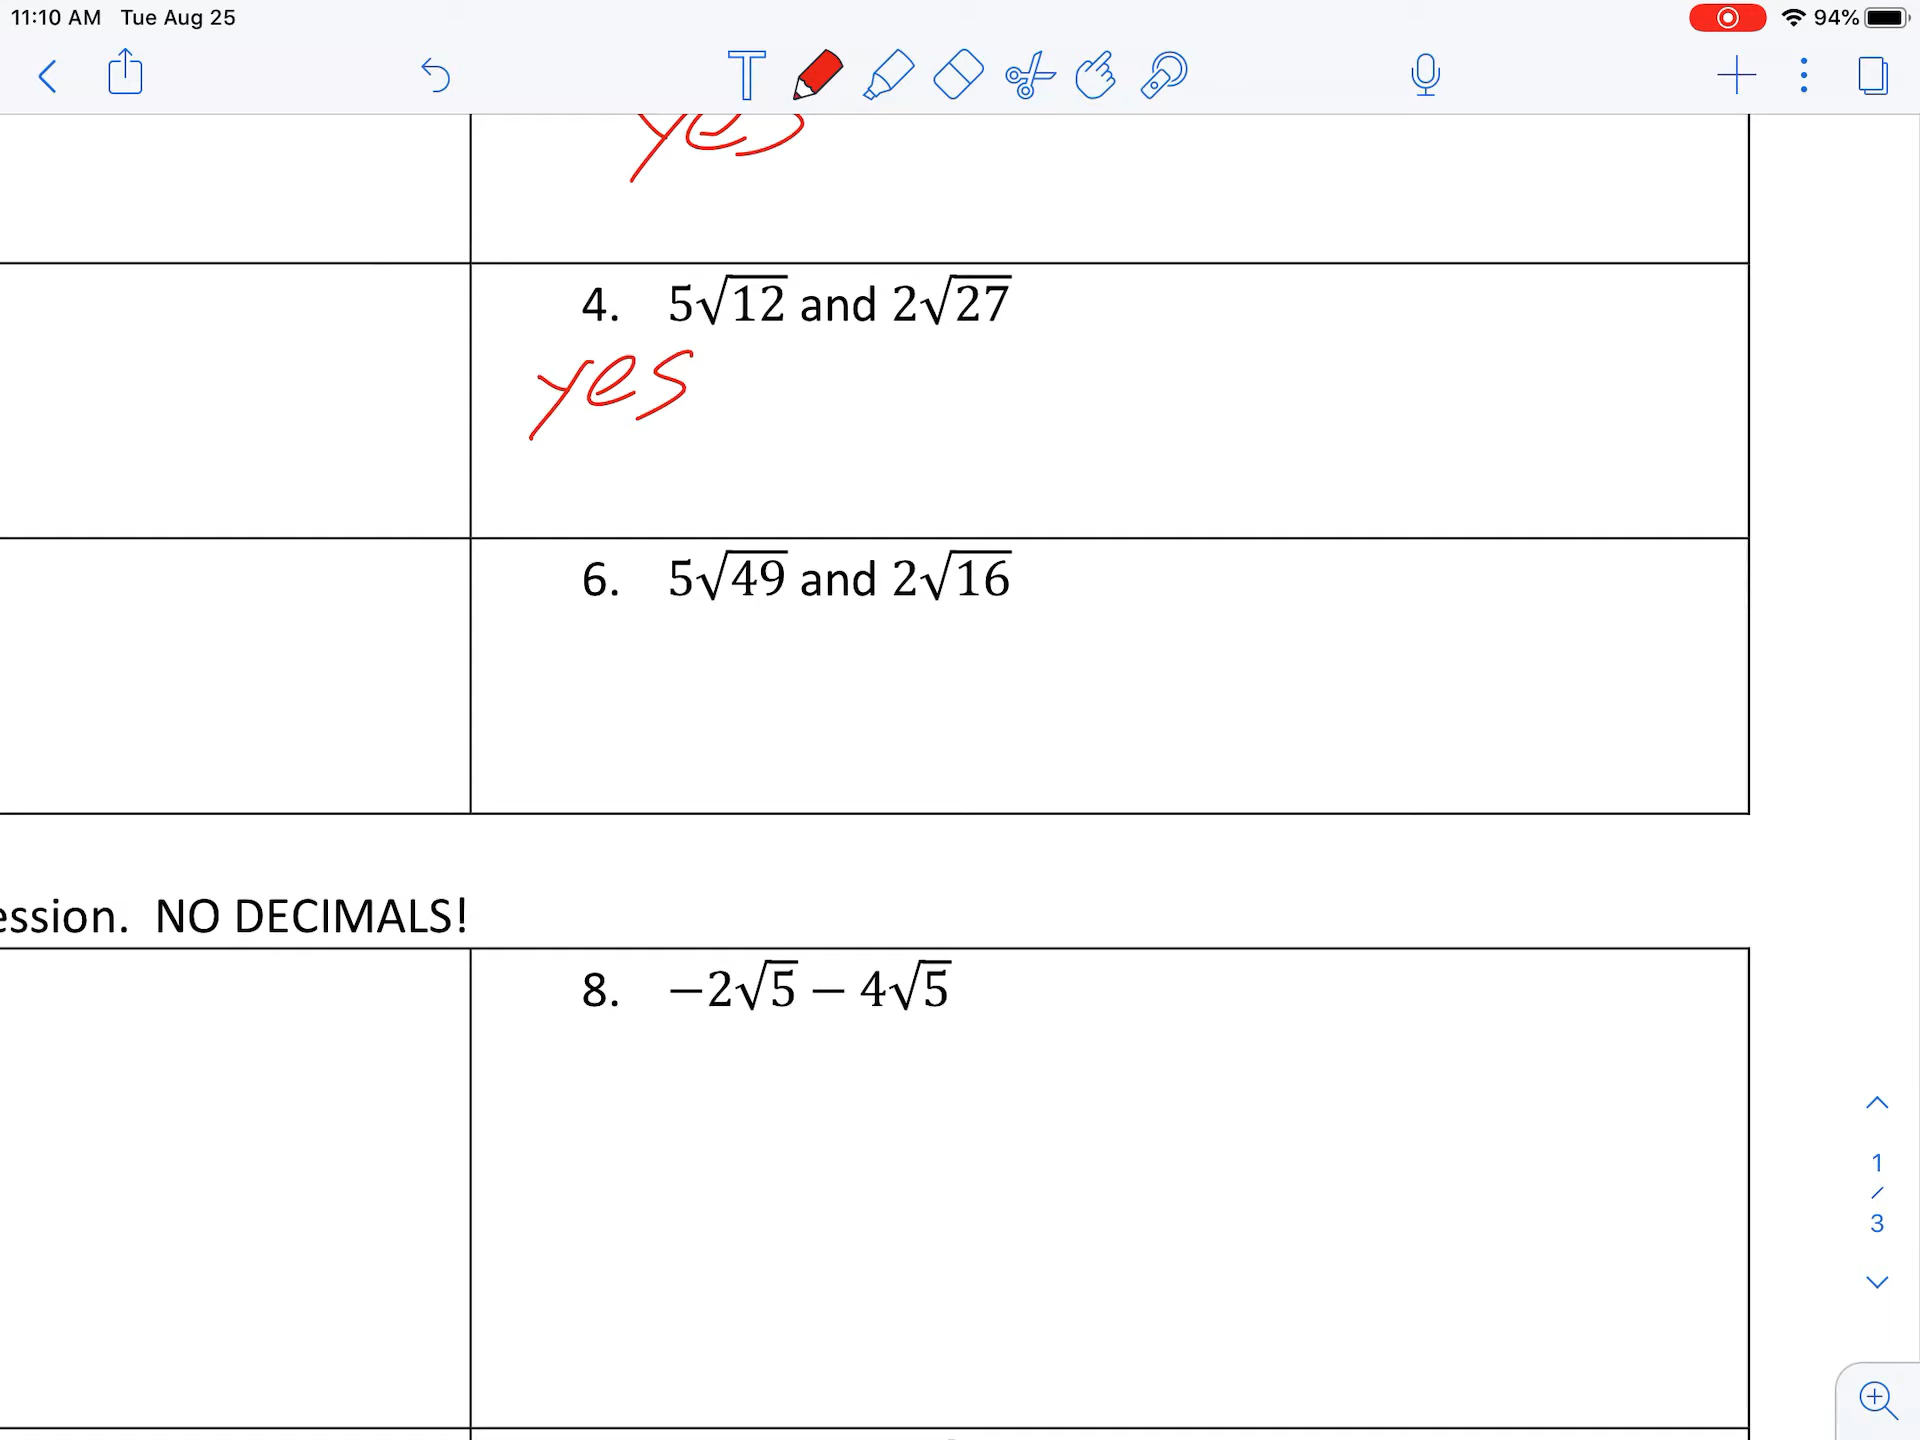 11:10 AM Tue Aug 25 94%
yes
4. 5√12 and 2√27
yes
6. 5√49 and 2√16
ession. NO DECIMALS!
8. −2√5 − 4√5
1
/
3